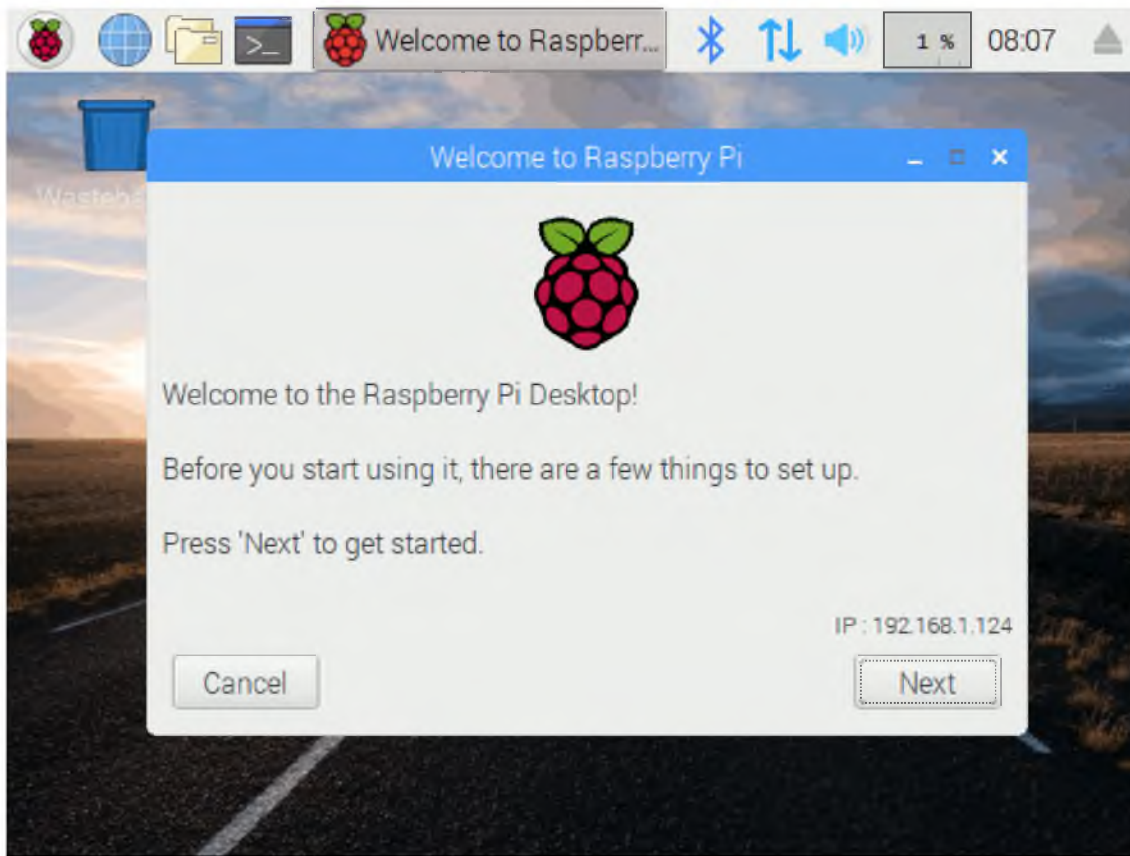 Welcome to Raspberr...
1 %
08:07
Welcome to Raspberry Pi
Welcome to the Raspberry Pi Desktop!
Before you start using it, there are a few things to set up.
Press 'Next' to get started.
IP : 192.168.1.124
Cancel
Next